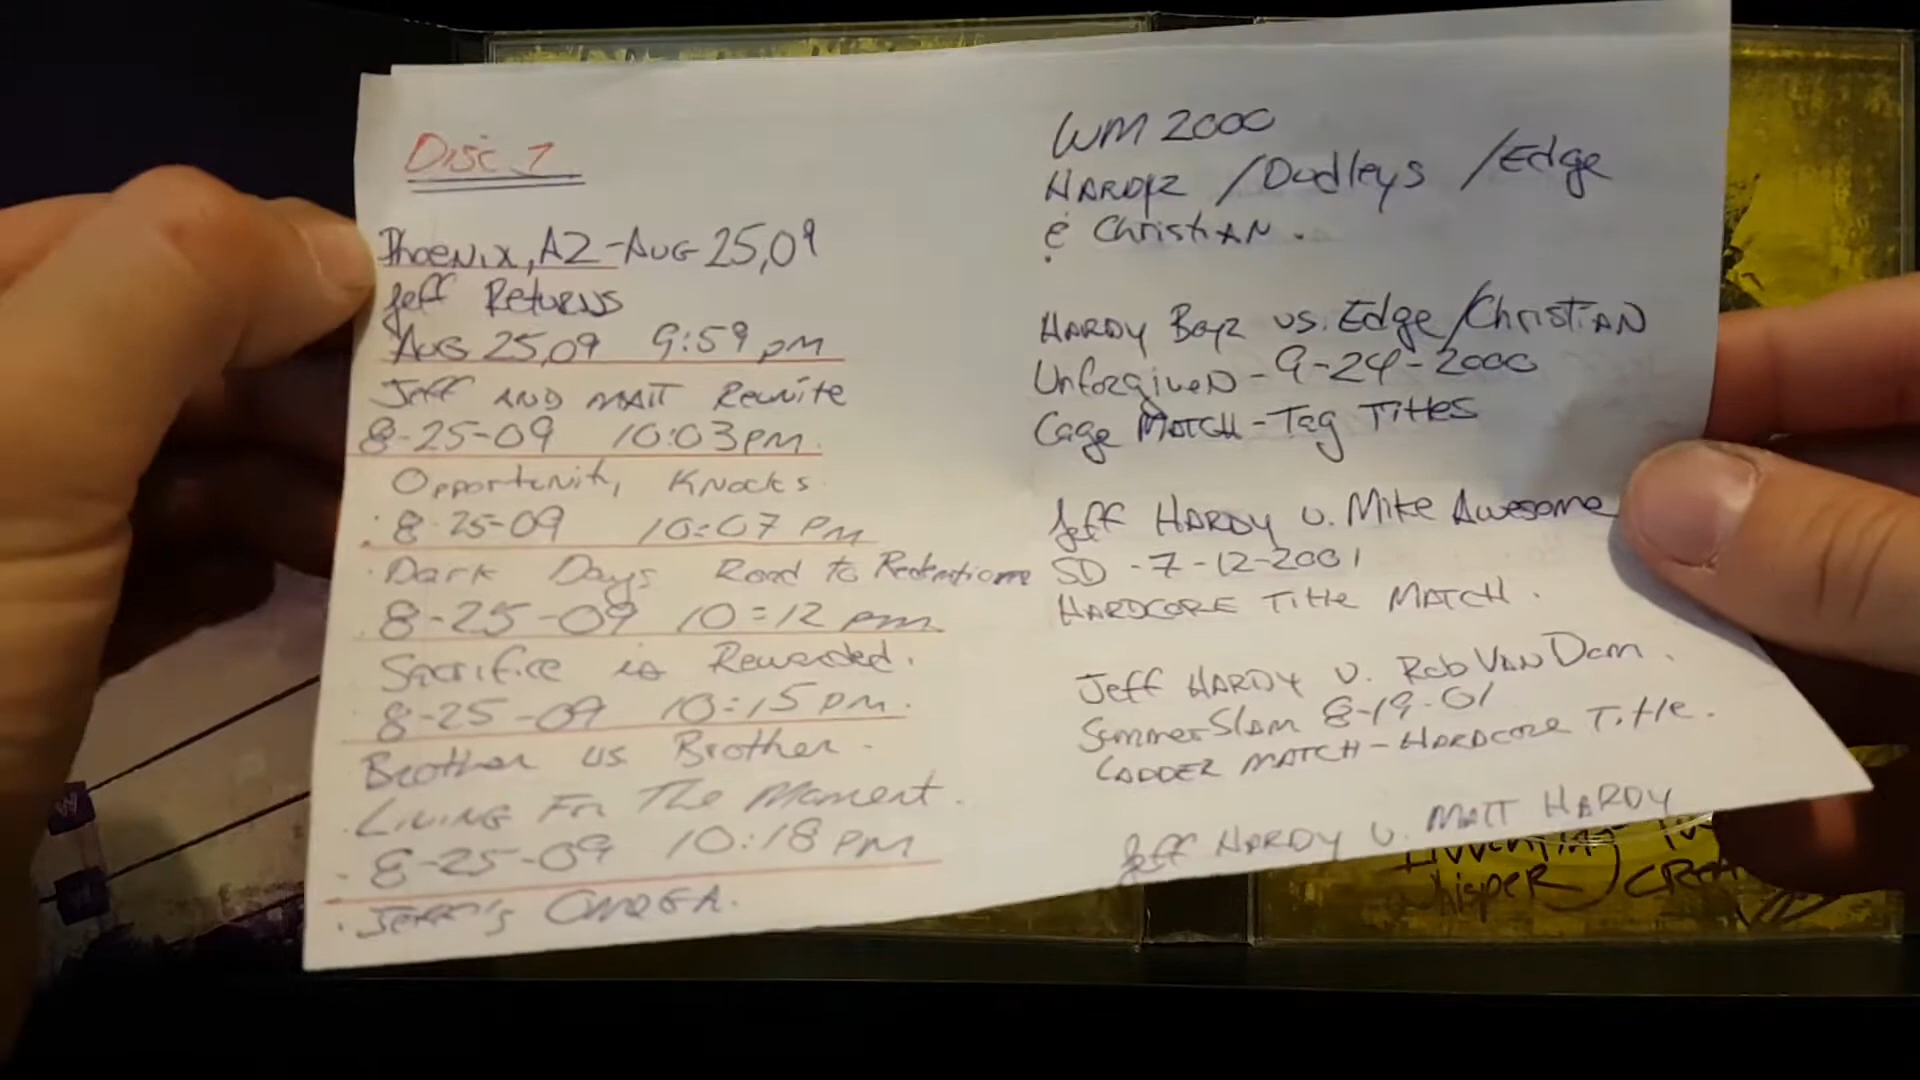 Disc 1
Phoenix, AZ - Aug 25,09
Jeff Returns
Aug 25,09 9:59 pm
Jeff AND MATT Reunite
8-25-09 10:03 PM.
Opportunity Knocks
8-25-09 10:07 PM
Dark Days Road to
8-25-09 10:12 pm
Sacrifice is Rewarded.
8-25-09 10:15 pm.
Brother vs Brother.
Living For The Moment.
8-25-09 10:18 PM
Jeff's OMEGA.
WM 2000
HARDYZ / Dudleys / Edge
& Christian.
HARDY Boyz vs. Edge / Christian
Unforgiven - 9-24-2000
Cage MATCH - Tag Titles
Jeff HARDY v. Mike Awesome
SD - 7-12-2001
HARDCORE Title MATCH.
Jeff HARDY v. Rob Van Dam.
SummerSlam 8-19-01
LADDER MATCH - HARDCORE Title.
Jeff HARDY v. MATT HARDY
whisper